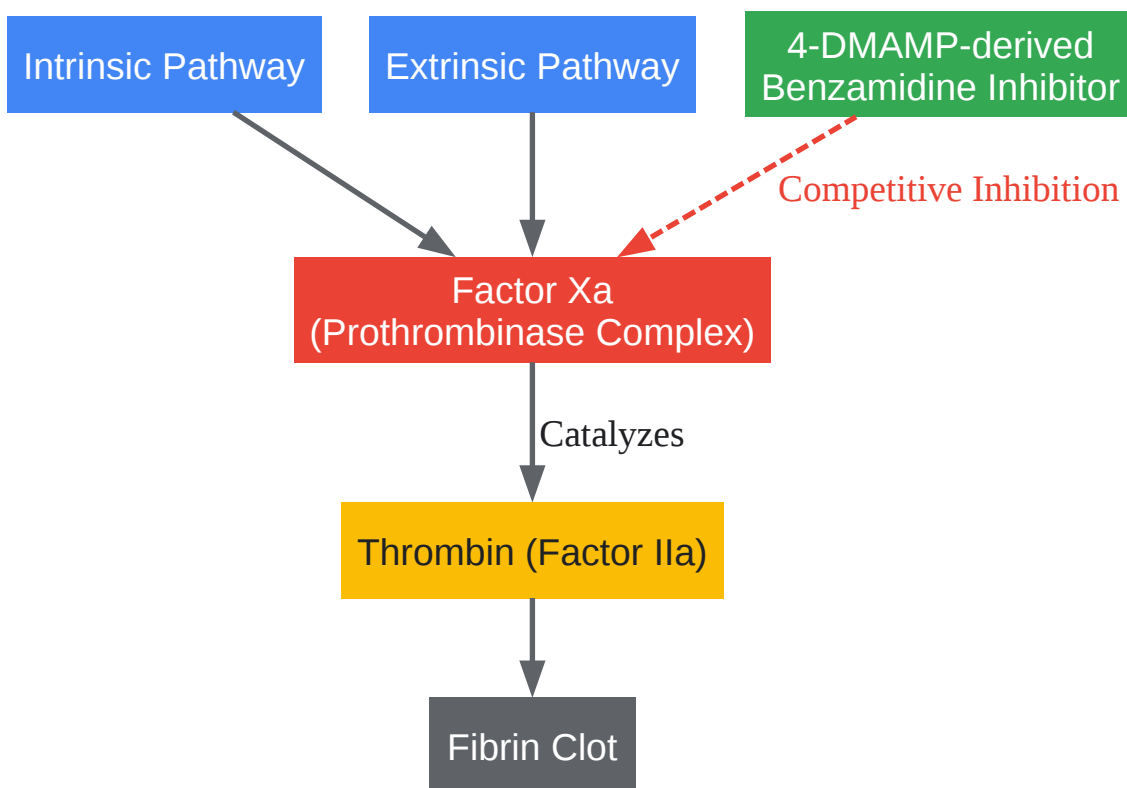 Intrinsic Pathway
Extrinsic Pathway
4-DMAMP-derived
Benzamidine Inhibitor
Competitive Inhibition
Factor Xa
(Prothrombinase Complex)
Catalyzes
Thrombin (Factor IIa)
Fibrin Clot